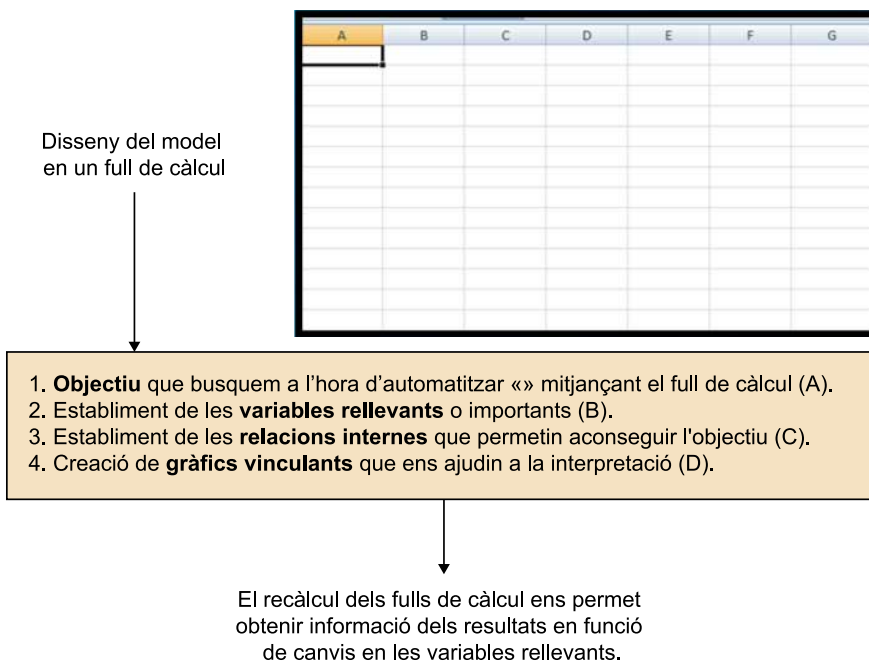 A B C D E F G
Disseny del model
en un full de càlcul
1. Objectiu que busquem a l’hora d’automatitzar «» mitjançant el full de càlcul (A).
2. Establiment de les variables rellevants o importants (B).
3. Establiment de les relacions internes que permetin aconseguir l'objectiu (C).
4. Creació de gràfics vinculants que ens ajudin a la interpretació (D).
El recàlcul dels fulls de càlcul ens permet
obtenir informació dels resultats en funció
de canvis en les variables rellevants.